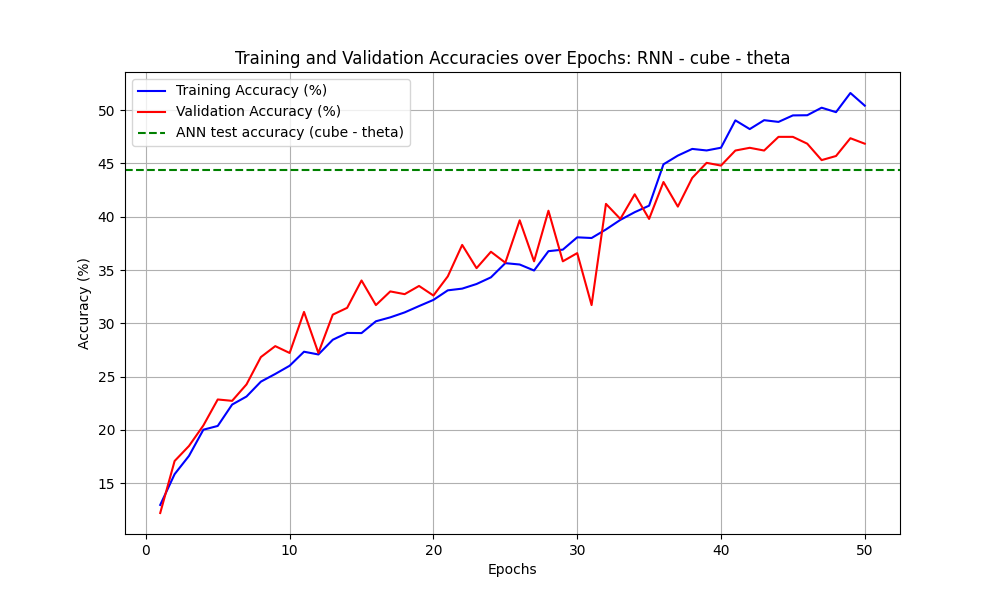 Training and Validation Accuracies over Epochs: RNN - cube - theta
Training Accuracy (%)
Validation Accuracy (%)
ANN test accuracy (cube - theta)
Accuracy (%)
50
45
40
35
30
25
20
15
0 10 20 30 40 50
Epochs